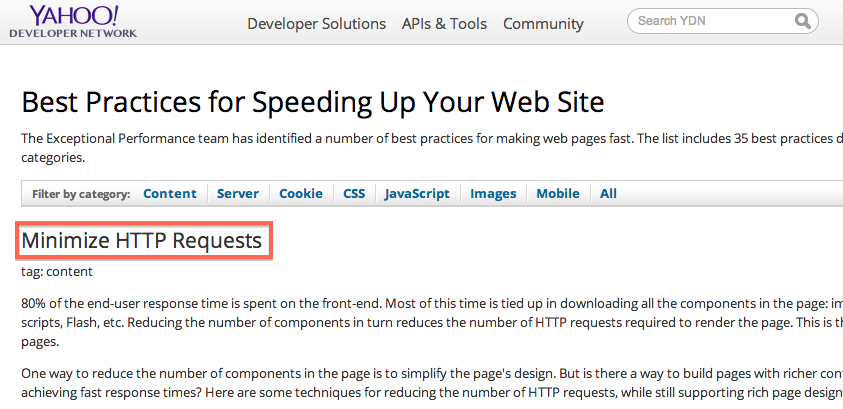 YAHOO!
DEVELOPER NETWORK
Developer Solutions APIs & Tools Community
Search YDN
Best Practices for Speeding Up Your Web Site
The Exceptional Performance team has identified a number of best practices for making web pages fast. The list includes 35 best practices
categories.
Filter by category: Content Server Cookie CSS JavaScript Images Mobile All
Minimize HTTP Requests
tag: content
80% of the end-user response time is spent on the front-end. Most of this time is tied up in downloading all the components in the page:
scripts, Flash, etc. Reducing the number of components in turn reduces the number of HTTP requests required to render the page. This is
pages.
One way to reduce the number of components in the page is to simplify the page's design. But is there a way to build pages with richer
achieving fast response times? Here are some techniques for reducing the number of HTTP requests, while still supporting rich page design